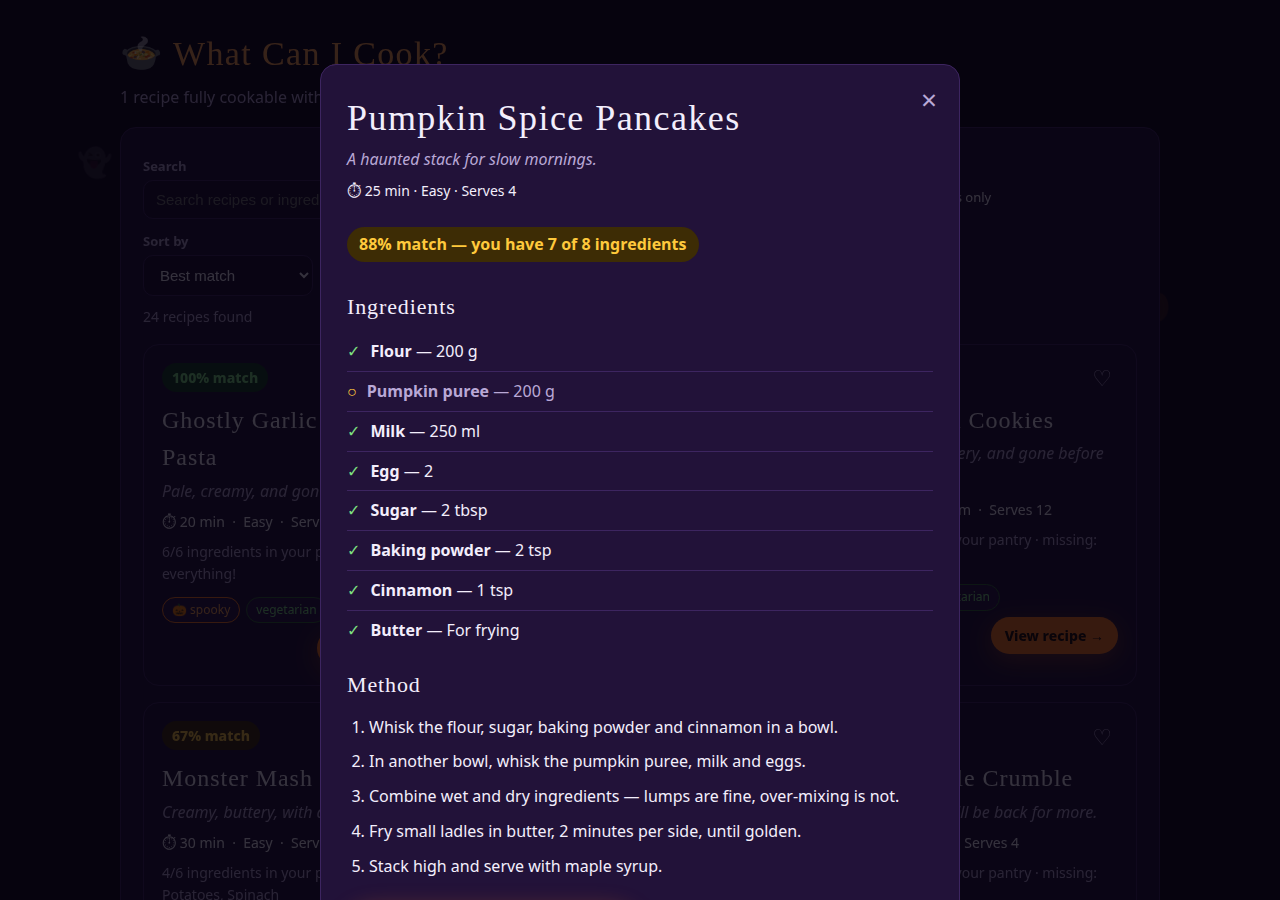 What Can I Cook?
1 recipe fully cookable with
Search
Search recipes or ingred
s only
Sort by
Best match
24 recipes found
100% match
♡
Ghostly Garlic
Pasta
Pale, creamy, and gon
⏱ 20 min · Easy · Serv
6/6 ingredients in your p
everything!
🎃 spooky
vegetarian
Cookies
ery, and gone before
m · Serves 12
your pantry · missing:
arian
View recipe →
67% match
♡
Monster Mash
Creamy, buttery, with
⏱ 30 min · Easy · Serv
4/6 ingredients in your p
Potatoes, Spinach
le Crumble
ll be back for more.
Serves 4
your pantry · missing:
✕
Pumpkin Spice Pancakes
A haunted stack for slow mornings.
⏱ 25 min · Easy · Serves 4
88% match — you have 7 of 8 ingredients
Ingredients
✓ Flour — 200 g
○ Pumpkin puree — 200 g
✓ Milk — 250 ml
✓ Egg — 2
✓ Sugar — 2 tbsp
✓ Baking powder — 2 tsp
✓ Cinnamon — 1 tsp
✓ Butter — For frying
Method
1. Whisk the flour, sugar, baking powder and cinnamon in a bowl.
2. In another bowl, whisk the pumpkin puree, milk and eggs.
3. Combine wet and dry ingredients — lumps are fine, over-mixing is not.
4. Fry small ladles in butter, 2 minutes per side, until golden.
5. Stack high and serve with maple syrup.